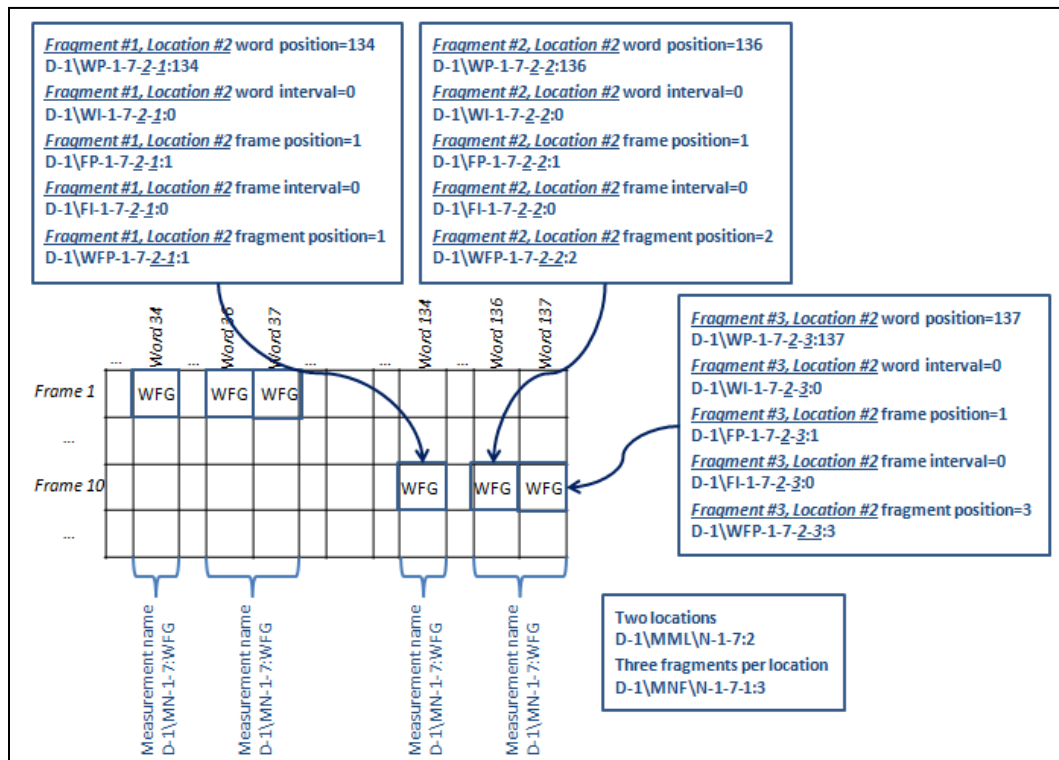 Fragment #1, Location #2 word position=134
D-1\WP-1-7-2-1:134
Fragment #1, Location #2 word interval=0
D-1\WI-1-7-2-1:0
Fragment #1, Location #2 frame position=1
D-1\FP-1-7-2-1:1
Fragment #1, Location #2 frame interval=0
D-1\FI-1-7-2-1:0
Fragment #1, Location #2 fragment position=1
D-1\WFP-1-7-2-1:1
Fragment #2, Location #2 word position=136
D-1\WP-1-7-2-2:136
Fragment #2, Location #2 word interval=0
D-1\WI-1-7-2-2:0
Fragment #2, Location #2 frame position=1
D-1\FP-1-7-2-2:1
Fragment #2, Location #2 frame interval=0
D-1\FI-1-7-2-2:0
Fragment #2, Location #2 fragment position=2
D-1\WFP-1-7-2-2:2
Fragment #3, Location #2 word position=137
D-1\WP-1-7-2-3:137
Fragment #3, Location #2 word interval=0
D-1\WI-1-7-2-3:0
Fragment #3, Location #2 frame position=1
D-1\FP-1-7-2-3:1
Fragment #3, Location #2 frame interval=0
D-1\FI-1-7-2-3:0
Fragment #3, Location #2 fragment position=3
D-1\WFP-1-7-2-3:3
... Word 34 ... Word 36 Word 37 ... ... Word 134 ... Word 136 Word 137
Frame 1 WFG WFG WFG
...
Frame 10 WFG WFG WFG
...
Measurement name
D-1\MN-1-7:WFG
Measurement name
D-1\MN-1-7:WFG
Measurement name
D-1\MN-1-7:WFG
Measurement name
D-1\MN-1-7:WFG
Two locations
D-1\MML\N-1-7:2
Three fragments per location
D-1\MNF\N-1-7-1:3